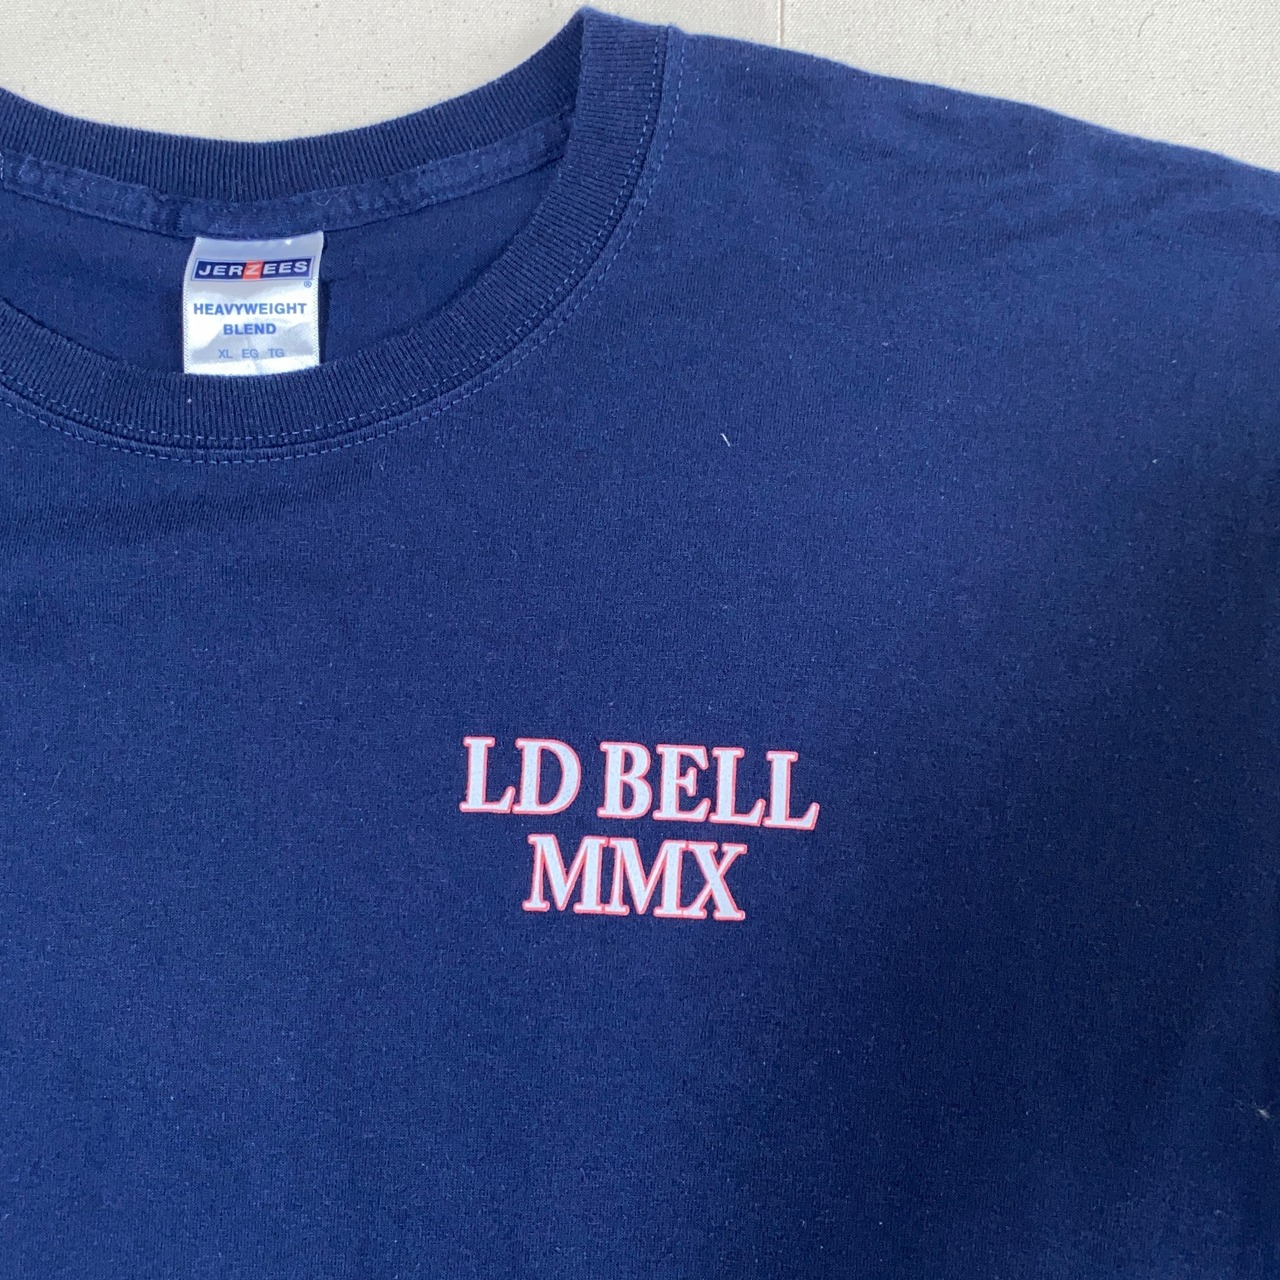 JERZEES®
HEAVYWEIGHT
BLEND
XL EG TG
LD BELL
MMX